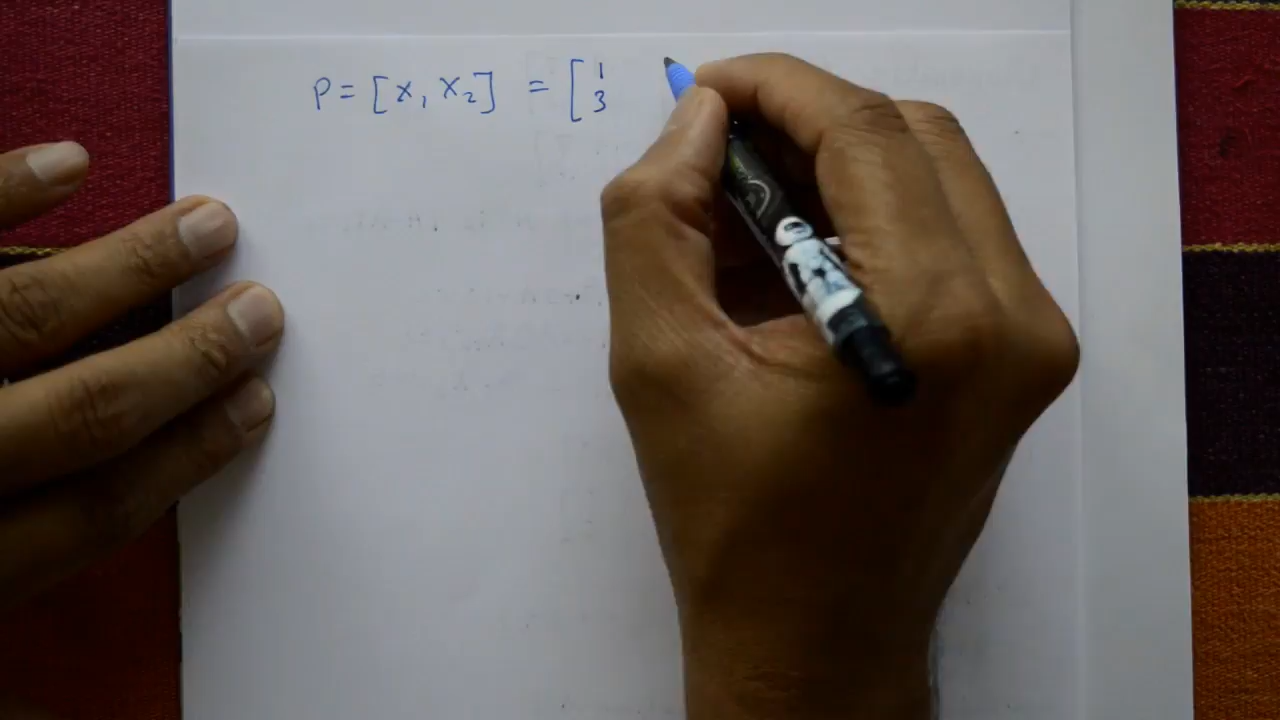 P = [X₁ X₂] = [ 1
3